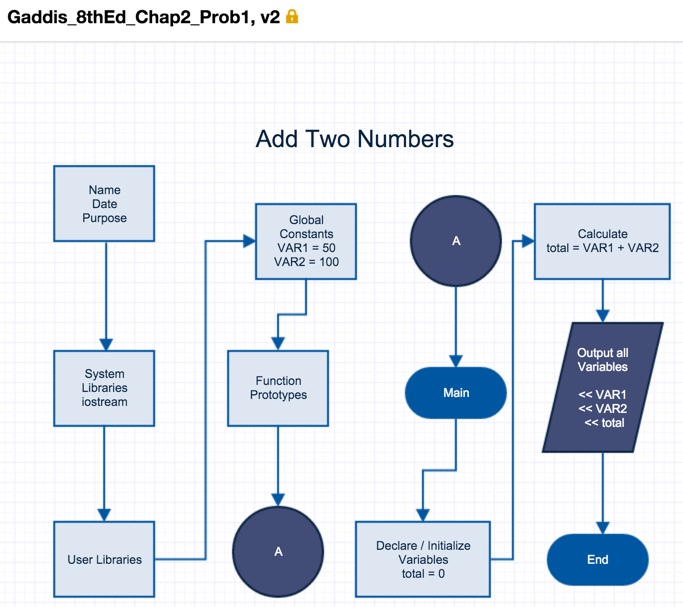 Gaddis_8thEd_Chap2_Prob1, v2
Add Two Numbers
Name
Date
Purpose
System
Libraries
iostream
User Libraries
Global
Constants
VAR1 = 50
VAR2 = 100
Function
Prototypes
A
A
Main
Declare / Initialize
Variables
total = 0
Calculate
total = VAR1 + VAR2
Output all
Variables
<< VAR1
<< VAR2
<< total
End